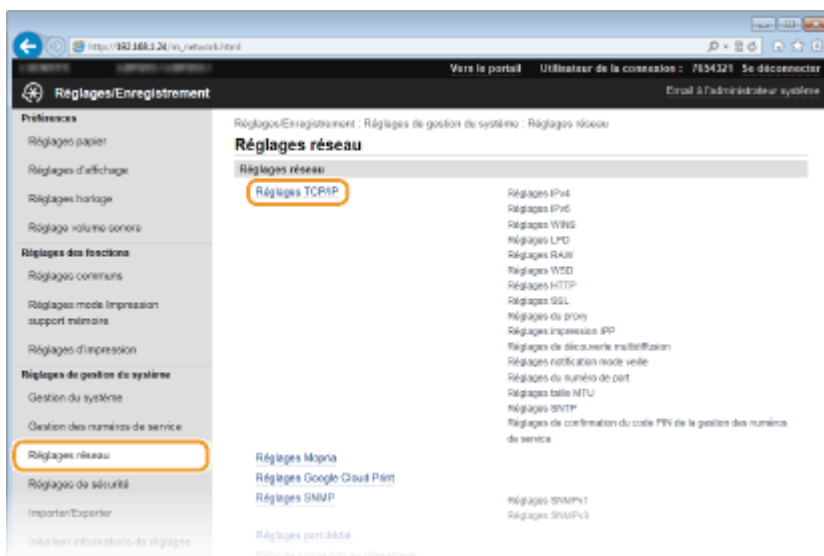 http://192.168.1.24/m_network.html
Vers le portail Utilisateur de la connexion : 7654321 Se déconnecter
Réglages/Enregistrement
Email à l'administrateur système
Préférences
Réglages papier
Réglages d'affichage
Réglages horloge
Réglage volume sonore
Réglages des fonctions
Réglages communs
Réglages mode Impression
support mémoire
Réglages d'impression
Réglages de gestion du système
Gestion du système
Gestion des numéros de service
Réglages réseau
Réglages de sécurité
Importer/Exporter
Initialiser informations de réglages
Réglages/Enregistrement : Réglages de gestion du système : Réglages réseau
Réglages réseau
Réglages réseau
Réglages TCP/IP
Réglages IPv4
Réglages IPv6
Réglages WINS
Réglages LPD
Réglages RAW
Réglages WSD
Réglages HTTP
Réglages SSL
Réglages du proxy
Réglages impression IPP
Réglages de découverte multidiffusion
Réglages notification mode veille
Réglages du numéro de port
Réglages taille MTU
Réglages SNTP
Réglages de confirmation du code PIN de la gestion des numéros
de service
Réglages Mopria
Réglages Google Cloud Print
Réglages SNMP
Réglages SNMPv1
Réglages SNMPv3
Réglages port dédié